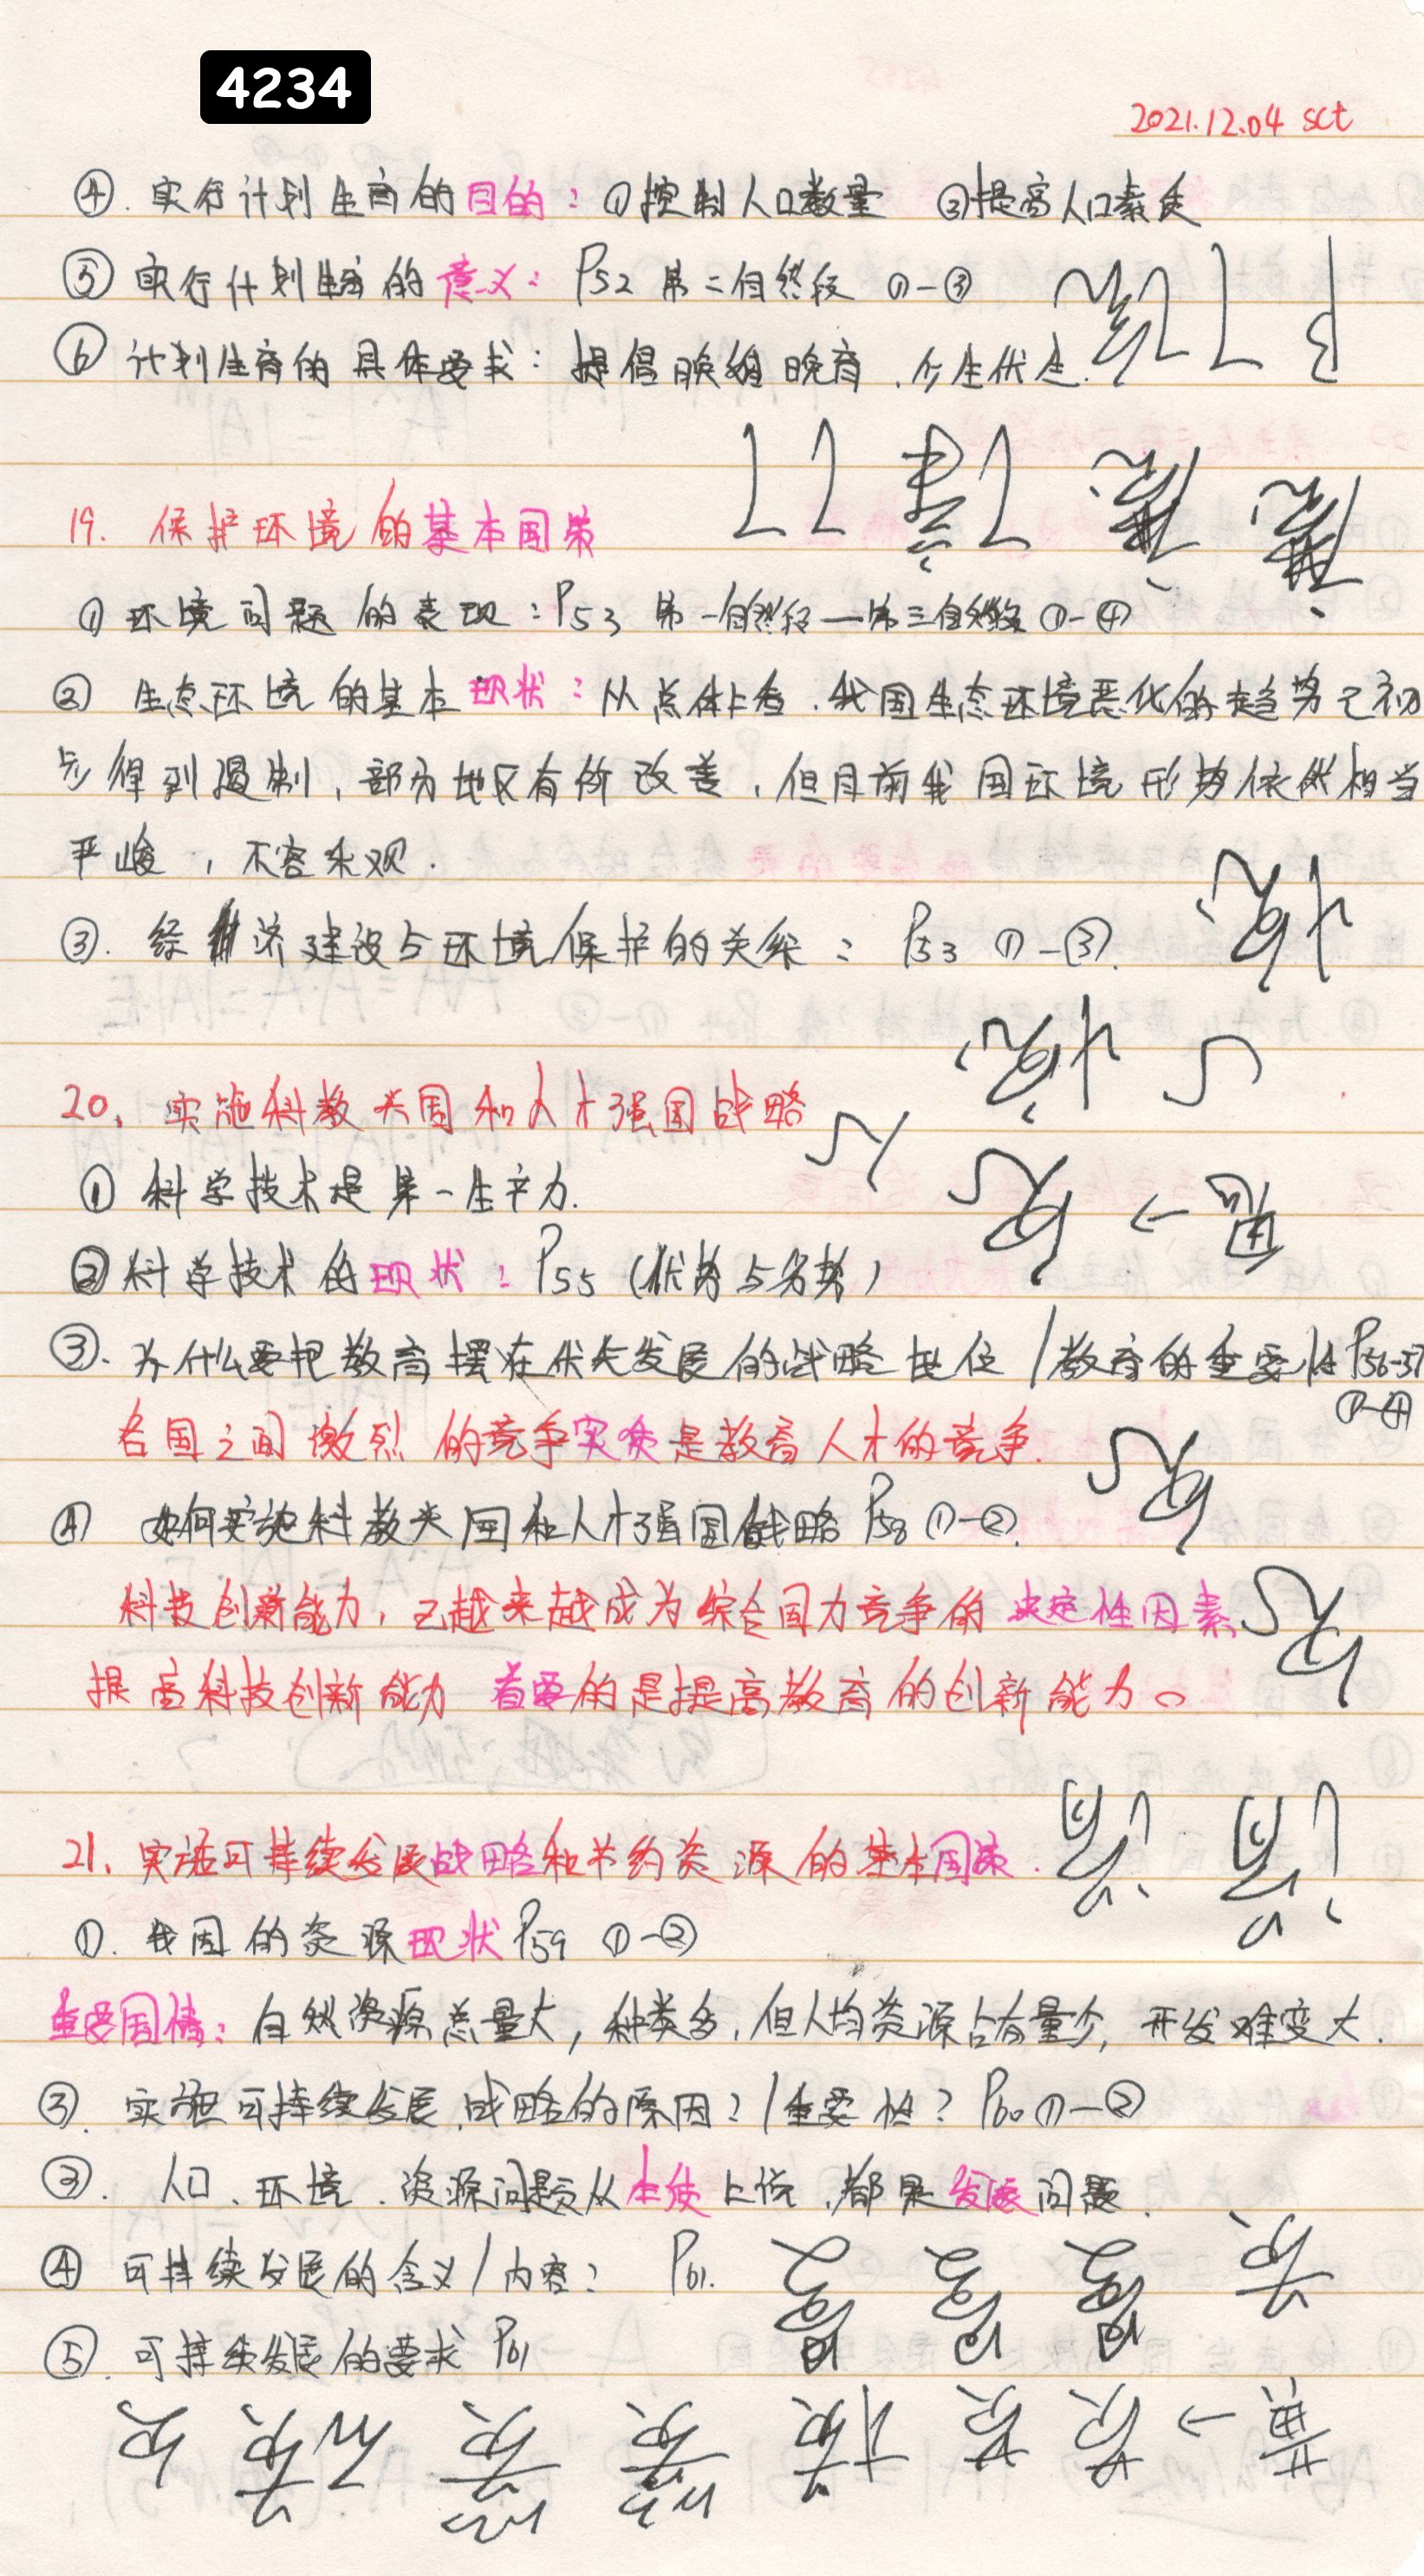 4234
2021.12.04 sct
④. 实行计划生育的目的：①控制人口数量 ②提高人口素质
⑤ 实行计划生育的意义：P52 第二自然段 ①-③
⑥ 计划生育的具体要求：提倡晚婚晚育，少生优生.
19. 保护环境的基本国策
① 环境问题的表现：P53 第一自然段—第三自然段 ①-④
② 生态环境的基本现状：从总体上看，我国生态环境恶化的趋势已初
步得到遏制，部分地区有所改善，但目前我国环境形势依然相当
严峻，不容乐观.
③. 经济建设与环境保护的关系：P53 ①-③.
20. 实施科教兴国和人才强国战略
① 科学技术是第一生产力.
② 科学技术的现状：P55（优势与劣势）
③. 为什么要把教育摆在优先发展的战略地位/教育的重要性P56-57
①-④
各国之间激烈的竞争实质是教育人才的竞争.
④ 如何实施科教兴国和人才强国战略 P58 ①-②.
科技创新能力，已越来越成为综合国力竞争的决定性因素
提高科技创新能力 首要的是提高教育的创新能力。
21. 实施可持续发展战略和节约资源的基本国策.
①. 我国的资源现状 P59 ①-②
重要国情：自然资源总量大，种类多，但人均资源占有量少，开发难度大.
②. 实施可持续发展战略的原因？/重要性？P60 ①-②
③. 人口、环境、资源问题从本质上说，都是发展问题.
④ 可持续发展的含义/内容：P61.
⑤. 可持续发展的要求 P61